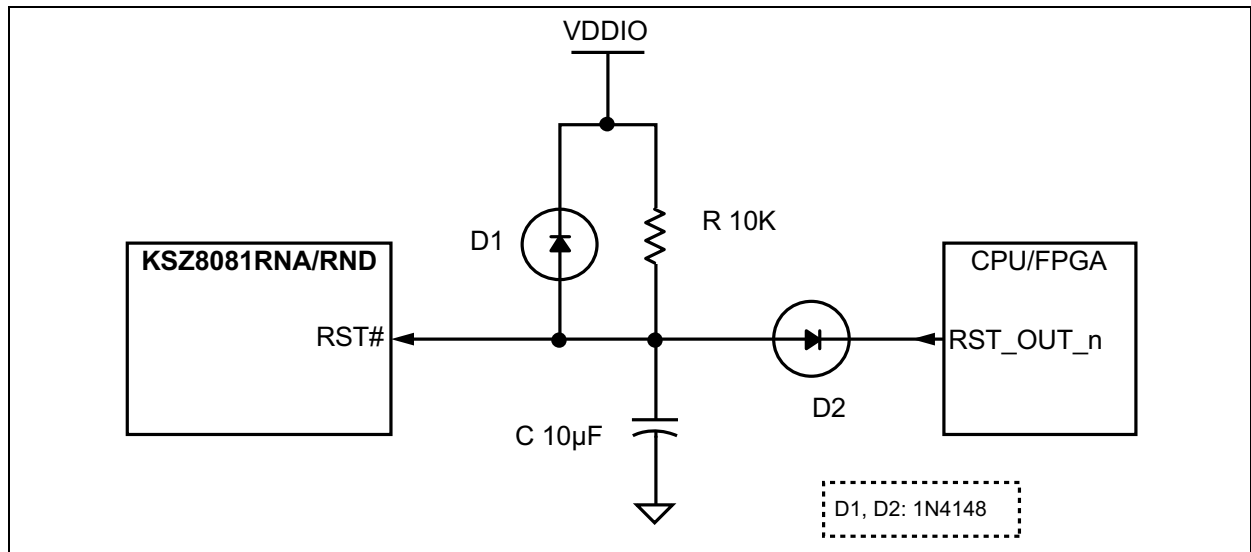 VDDIO
D1
R 10K
KSZ8081RNA/RND
CPU/FPGA
RST#
RST_OUT_n
D2
C 10µF
D1, D2: 1N4148